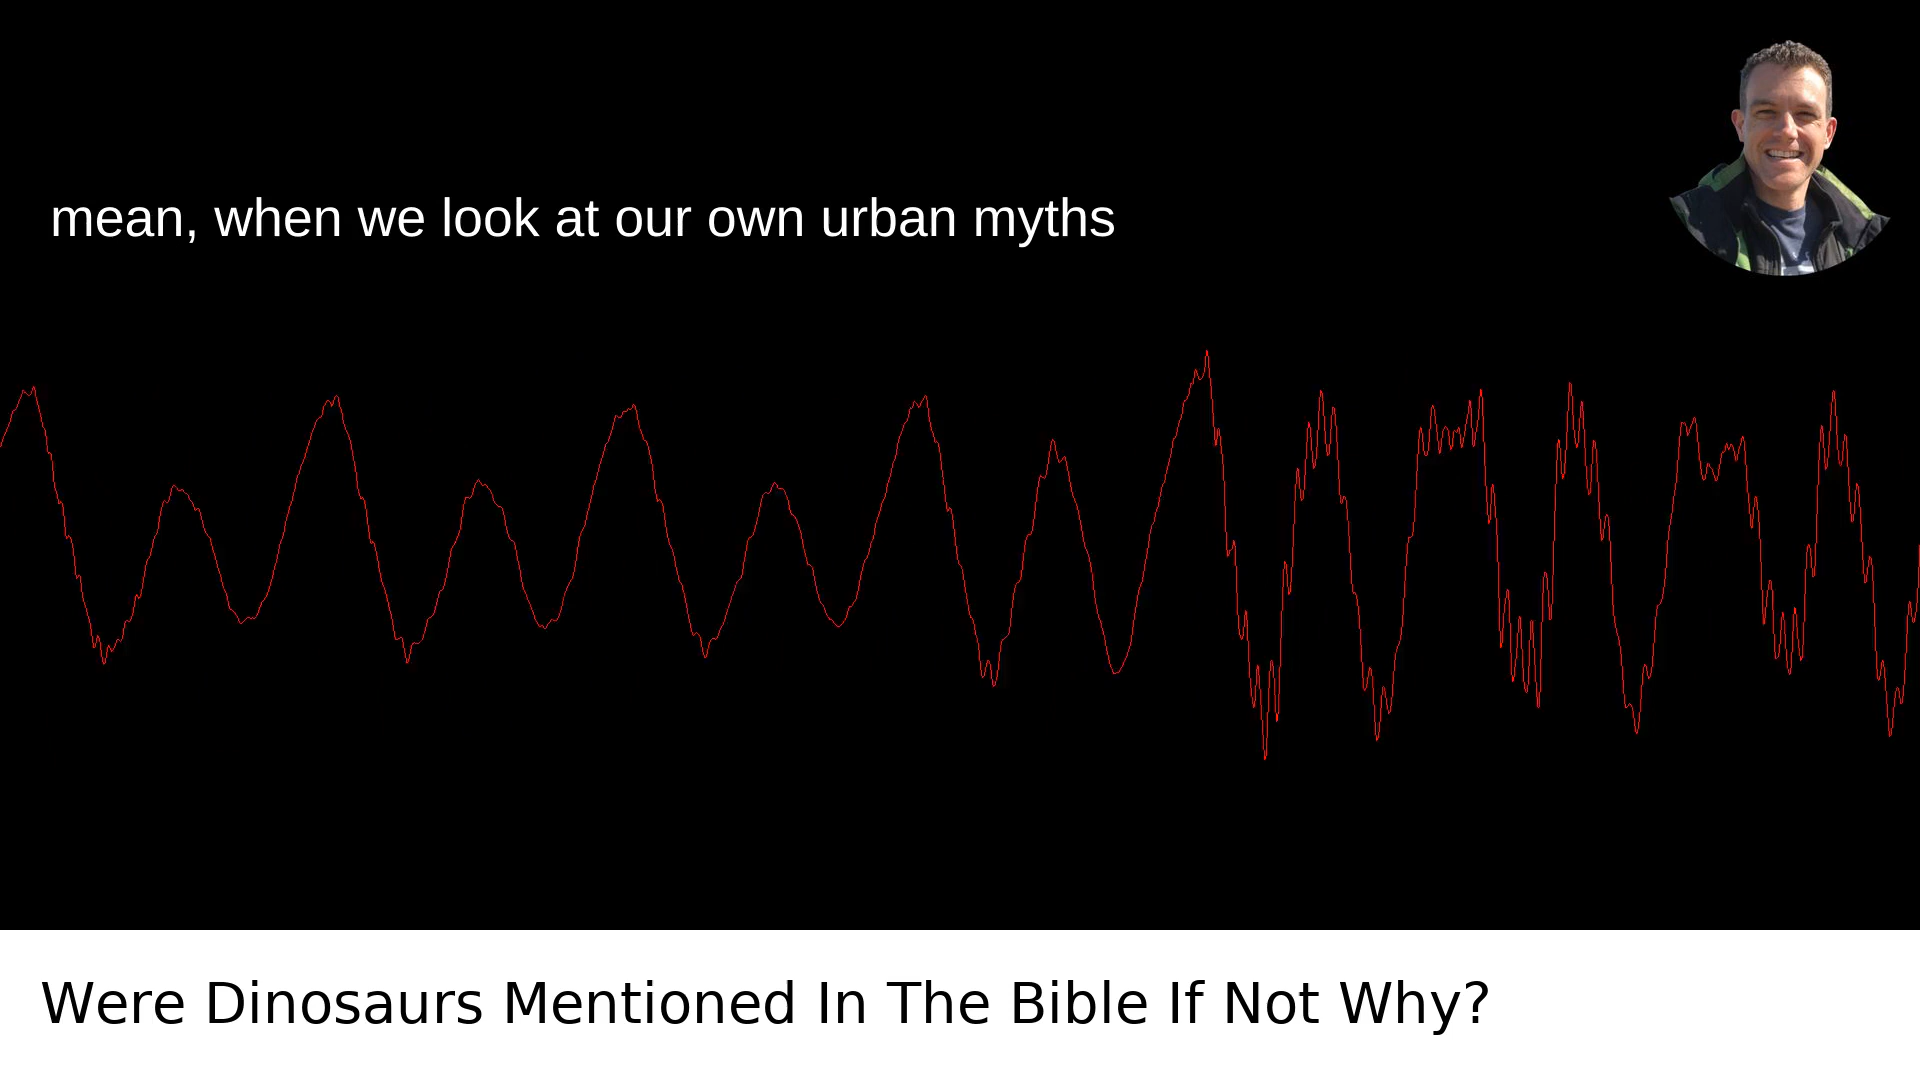 mean, when we look at our own urban myths
Were Dinosaurs Mentioned In The Bible If Not Why?